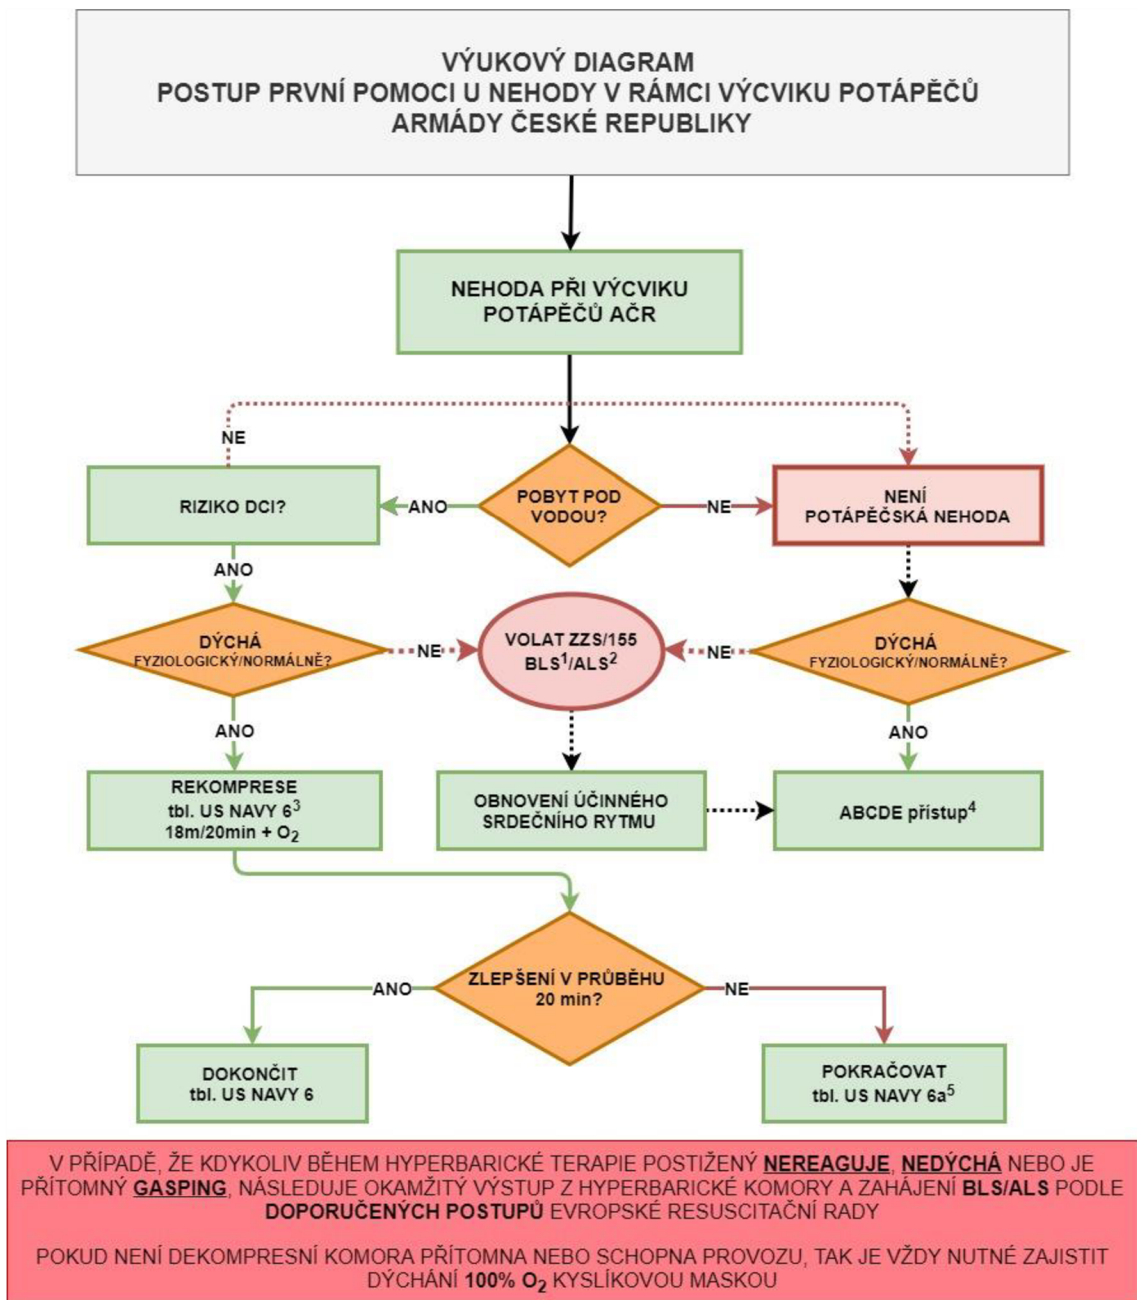 VÝUKOVÝ DIAGRAM
POSTUP PRVNÍ POMOCI U NEHODY V RÁMCI VÝCVIKU POTÁPĚČŮ
ARMÁDY ČESKÉ REPUBLIKY
NEHODA PŘI VÝCVIKU
POTÁPĚČŮ AČR
NE
RIZIKO DCI?
ANO
POBYT POD
VODOU?
NE
NENÍ
POTÁPĚČSKÁ NEHODA
ANO
DÝCHÁ
FYZIOLOGICKÝ/NORMÁLNĚ?
NE
VOLAT ZZS/155
BLS¹/ALS²
NE
DÝCHÁ
FYZIOLOGICKÝ/NORMÁLNĚ?
ANO
ANO
REKOMPRESE
tbl. US NAVY 6³
18m/20min + O₂
OBNOVENÍ ÚČINNÉHO
SRDEČNÍHO RYTMU
ABCDE přístup⁴
ZLEPŠENÍ V PRŮBĚHU
20 min?
ANO
NE
DOKONČIT
tbl. US NAVY 6
POKRAČOVAT
tbl. US NAVY 6a⁵
V PŘÍPADĚ, ŽE KDYKOLIV BĚHEM HYPERBARICKÉ TERAPIE POSTIŽENÝ NEREAGUJE, NEDÝCHÁ NEBO JE
PŘÍTOMNÝ GASPING, NÁSLEDUJE OKAMŽITÝ VÝSTUP Z HYPERBARICKÉ KOMORY A ZAHÁJENÍ BLS/ALS PODLE
DOPORUČENÝCH POSTUPŮ EVROPSKÉ RESUSCITAČNÍ RADY
POKUD NENÍ DEKOMPRESNÍ KOMORA PŘÍTOMNA NEBO SCHOPNA PROVOZU, TAK JE VŽDY NUTNÉ ZAJISTIT
DÝCHÁNÍ 100% O₂ KYSLÍKOVOU MASKOU